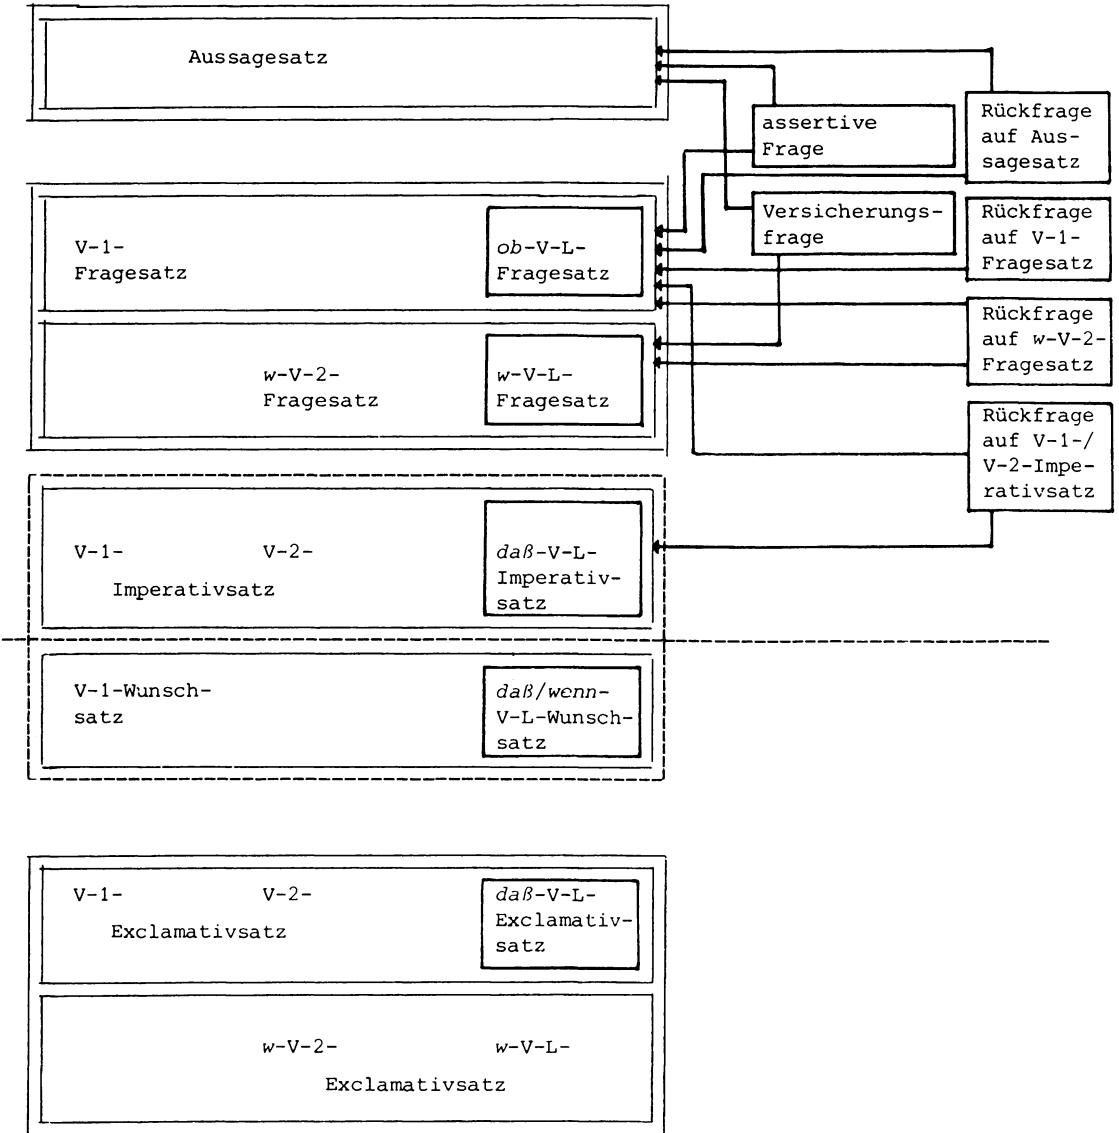 Aussagesatz
assertive
Frage
Rückfrage
auf Aus-
sagesatz
V-1-
Fragesatz
ob-V-L-
Fragesatz
Versicherungs-
frage
Rückfrage
auf V-1-
Fragesatz
w-V-2-
Fragesatz
w-V-L-
Fragesatz
Rückfrage
auf w-V-2-
Fragesatz
Rückfrage
auf V-1-/
V-2-Impe-
rativsatz
V-1-
V-2-
Imperativsatz
daß-V-L-
Imperativ-
satz
V-1-Wunsch-
satz
daß/wenn-
V-L-Wunsch-
satz
V-1-
V-2-
Exclamativsatz
daß-V-L-
Exclamativ-
satz
w-V-2-
w-V-L-
Exclamativsatz